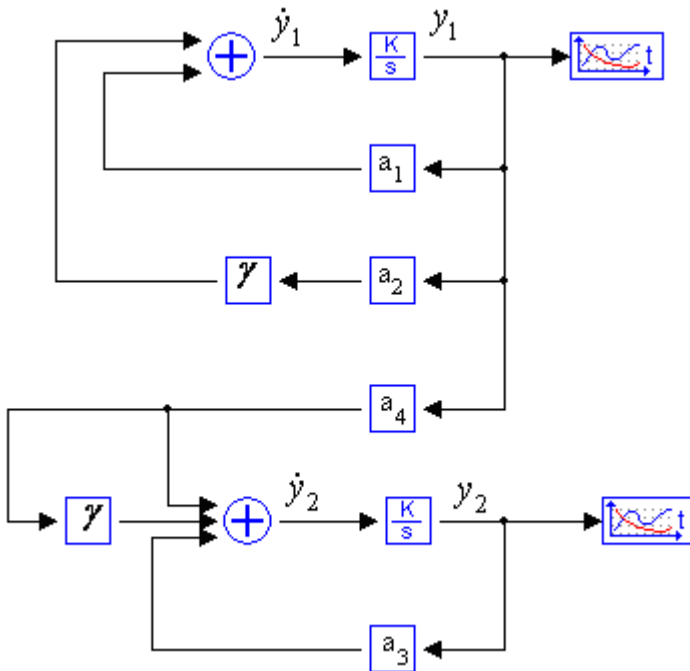 ẏ₁
K/s
y₁
t
a₁
γ
a₂
a₄
γ
ẏ₂
K/s
y₂
t
a₃